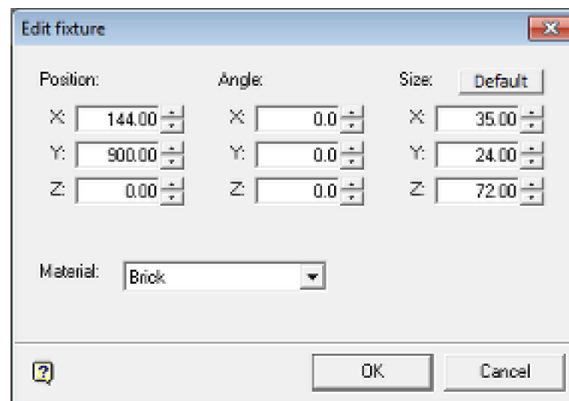 Edit fixture
Position: Angle: Size: Default
X: 144.00 X: 0.0 X: 35.00
Y: 900.00 Y: 0.0 Y: 24.00
Z: 0.00 Z: 0.0 Z: 72.00
Material: Brick
? OK Cancel